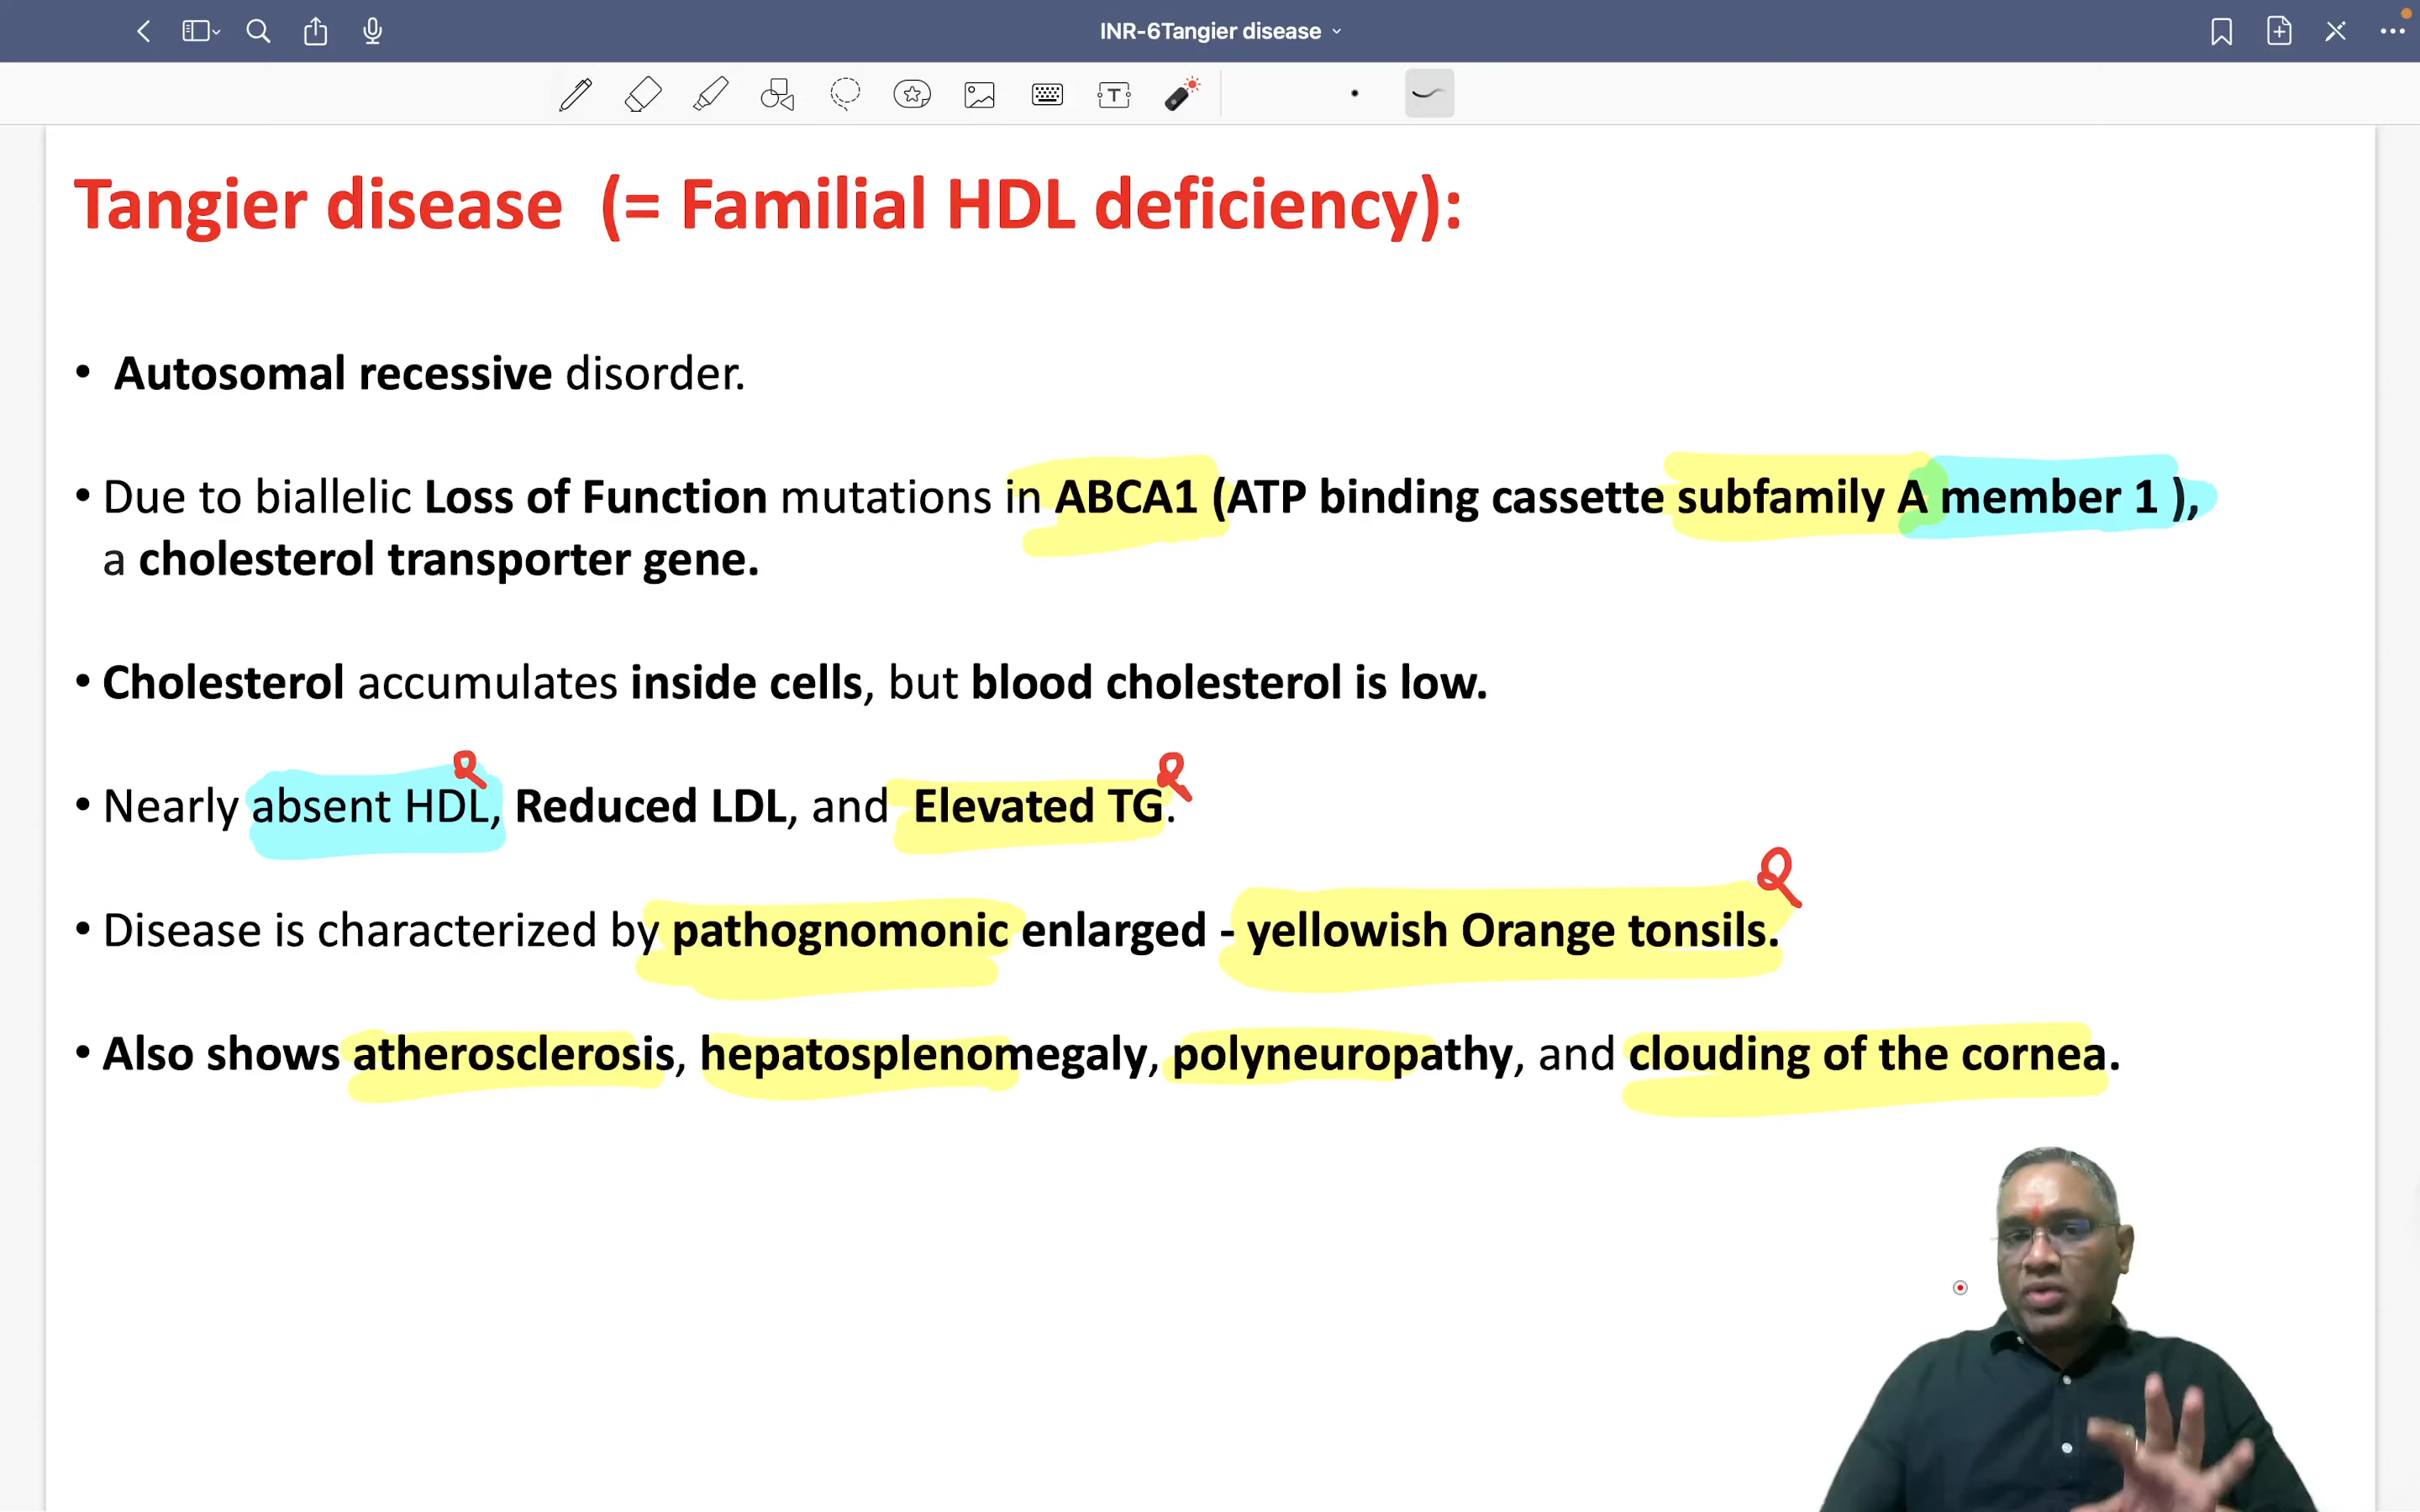 INR-6Tangier disease
Tangier disease (= Familial HDL deficiency):
• Autosomal recessive disorder.
• Due to biallelic Loss of Function mutations in ABCA1 (ATP binding cassette subfamily A member 1 ),
a cholesterol transporter gene.
• Cholesterol accumulates inside cells, but blood cholesterol is low.
• Nearly absent HDL, Reduced LDL, and Elevated TG.
• Disease is characterized by pathognomonic enlarged - yellowish Orange tonsils.
• Also shows atherosclerosis, hepatosplenomegaly, polyneuropathy, and clouding of the cornea.